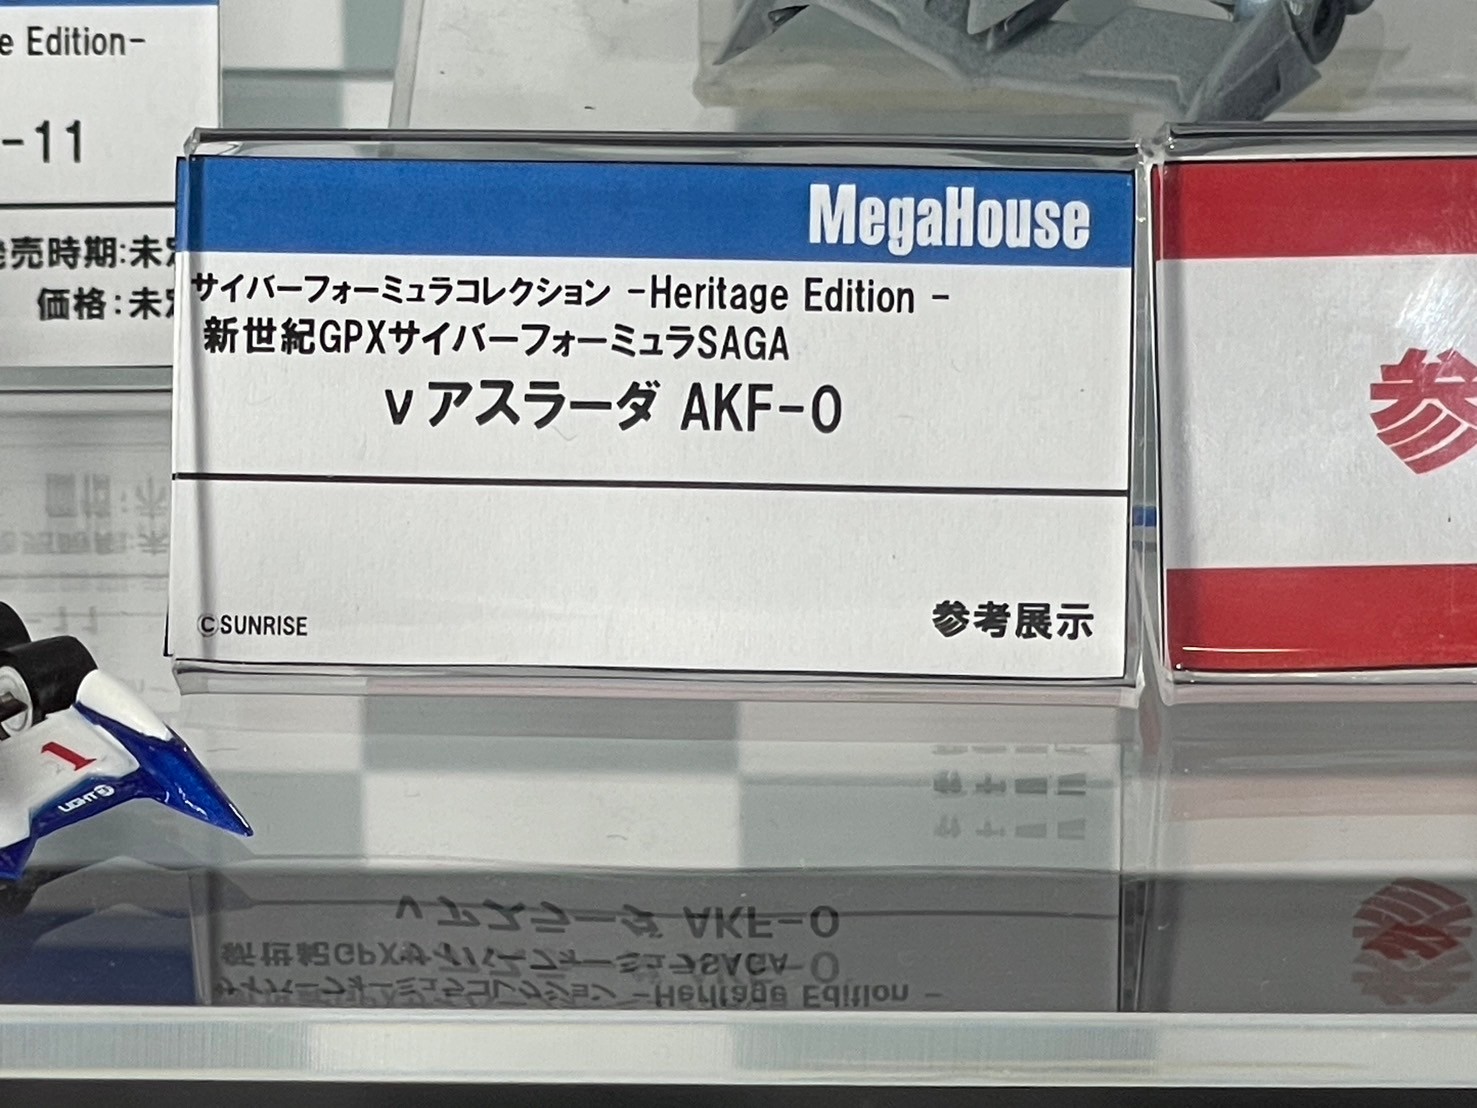 e Edition-
-11
売時期:未
価格:未
MegaHouse
サイバーフォーミュラコレクション -Heritage Edition -
新世紀GPXサイバーフォーミュラSAGA
νアスラーダ AKF-0
©SUNRISE
参考展示
参
1
LIGHT